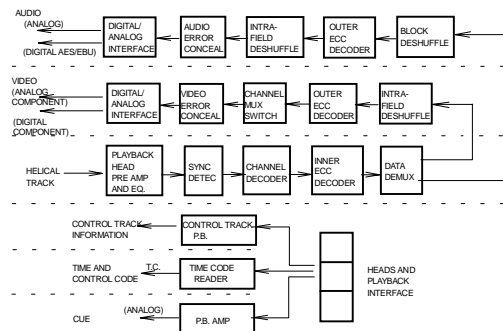 AUDIO
(ANALOG)
(DIGITAL AES/EBU)
DIGITAL/
ANALOG
INTERFACE
AUDIO
ERROR
CONCEAL
INTRA-
FIELD
DESHUFFLE
OUTER
ECC
DECODER
BLOCK
DESHUFFLE
VIDEO
(ANALOG
COMPONENT)
(DIGITAL
COMPONENT)
DIGITAL/
ANALOG
INTERFACE
VIDEO
ERROR
CONCEAL
CHANNEL
MUX
SWITCH
OUTER
ECC
DECODER
INTRA-
FIELD
DESHUFFLE
HELICAL
TRACK
PLAYBACK
HEAD
PRE AMP
AND EQ.
SYNC
DETEC
CHANNEL
DECODER
INNER
ECC
DECODER
DATA
DEMUX
CONTROL TRACK
INFORMATION
CONTROL TRACK
P.B.
TIME AND
CONTROL CODE
T.C.
TIME CODE
READER
HEADS AND
PLAYBACK
INTERFACE
CUE
(ANALOG)
P.B. AMP